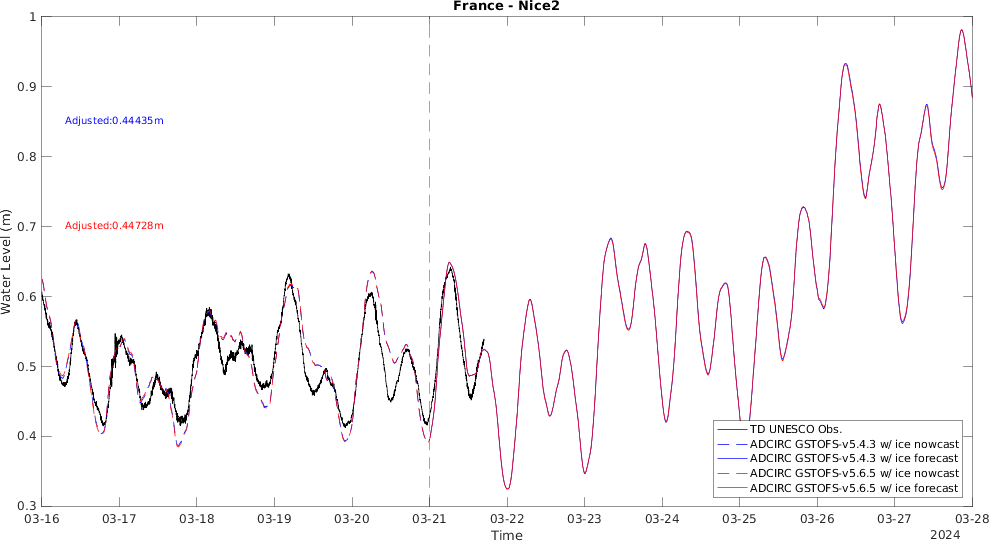 France - Nice2
1
0.9
0.8
0.7
0.6
0.5
0.4
0.3
Water Level (m)
Adjusted:0.44435m
Adjusted:0.44728m
TD UNESCO Obs.
ADCIRC GSTOFS-v5.4.3 w/ ice nowcast
ADCIRC GSTOFS-v5.4.3 w/ ice forecast
ADCIRC GSTOFS-v5.6.5 w/ ice nowcast
ADCIRC GSTOFS-v5.6.5 w/ ice forecast
03-16 03-17 03-18 03-19 03-20 03-21 03-22 03-23 03-24 03-25 03-26 03-27 03-28
Time
2024